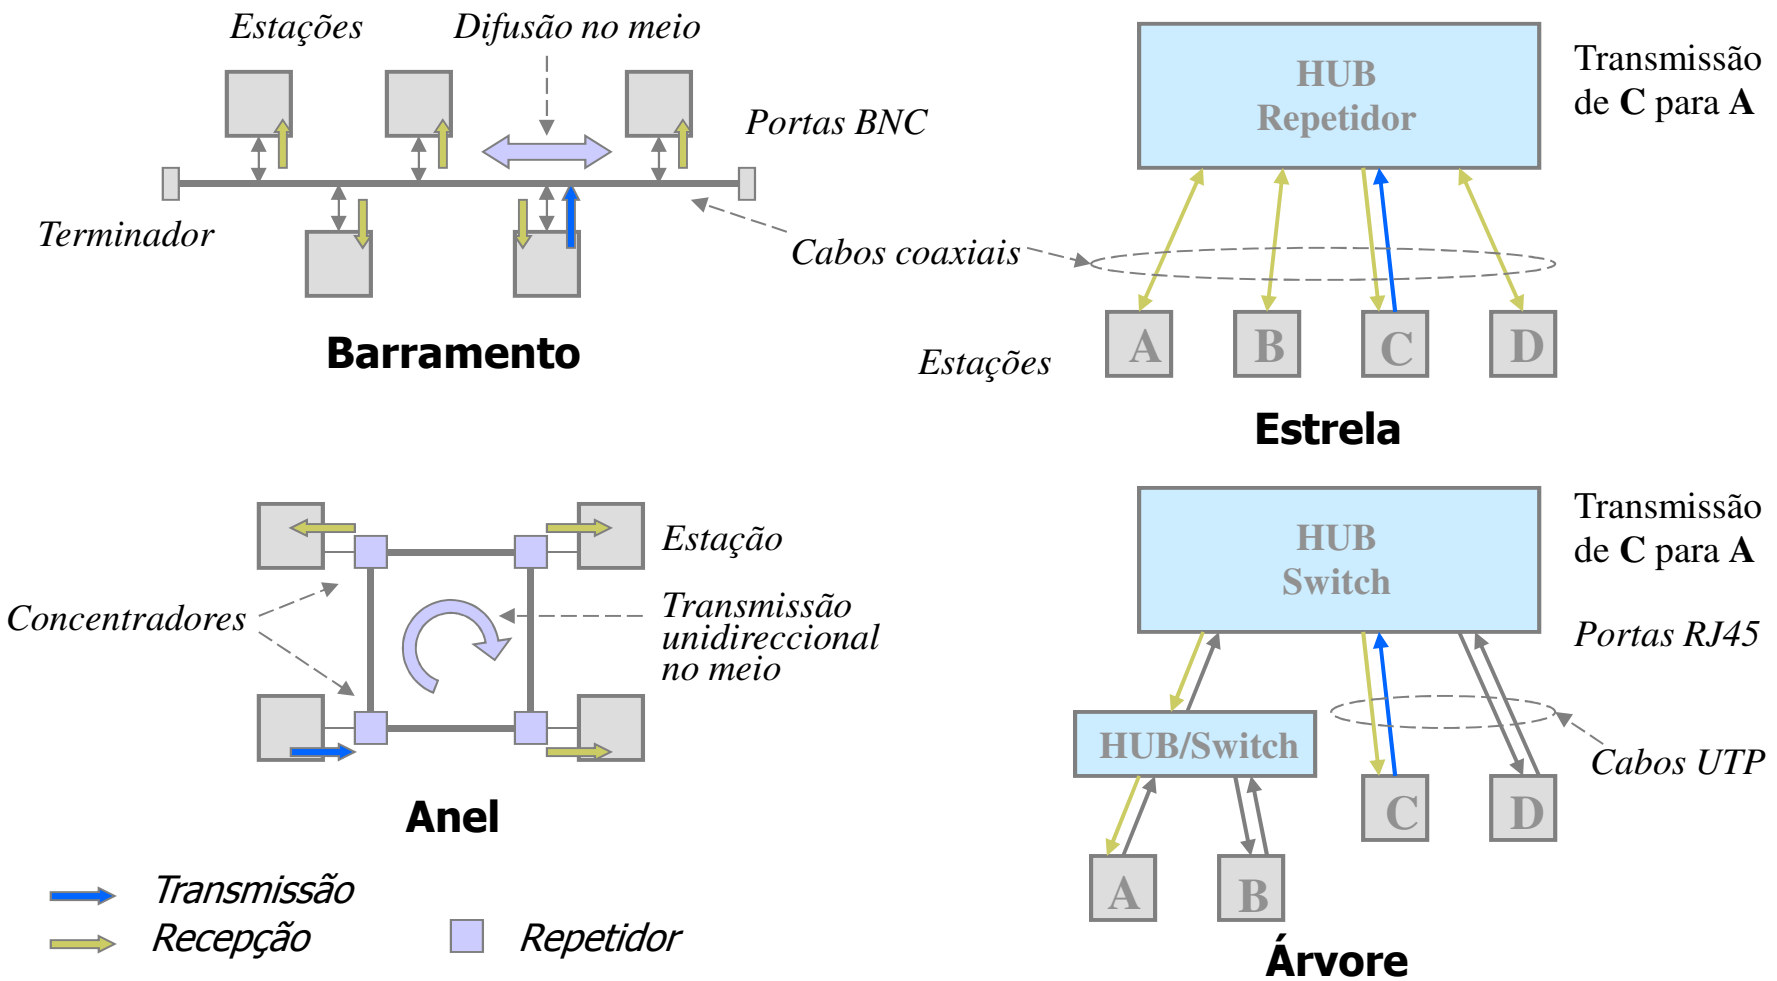 Estações
Difusão no meio
Portas BNC
Terminador
Cabos coaxiais
Barramento
HUB
Repetidor
Transmissão
de C para A
A
B
C
D
Estações
Estrela
Estação
Concentradores
Transmissão
unidireccional
no meio
Anel
HUB
Switch
Transmissão
de C para A
Portas RJ45
HUB/Switch
Cabos UTP
C
D
A
B
Árvore
Transmissão
Recepção
Repetidor